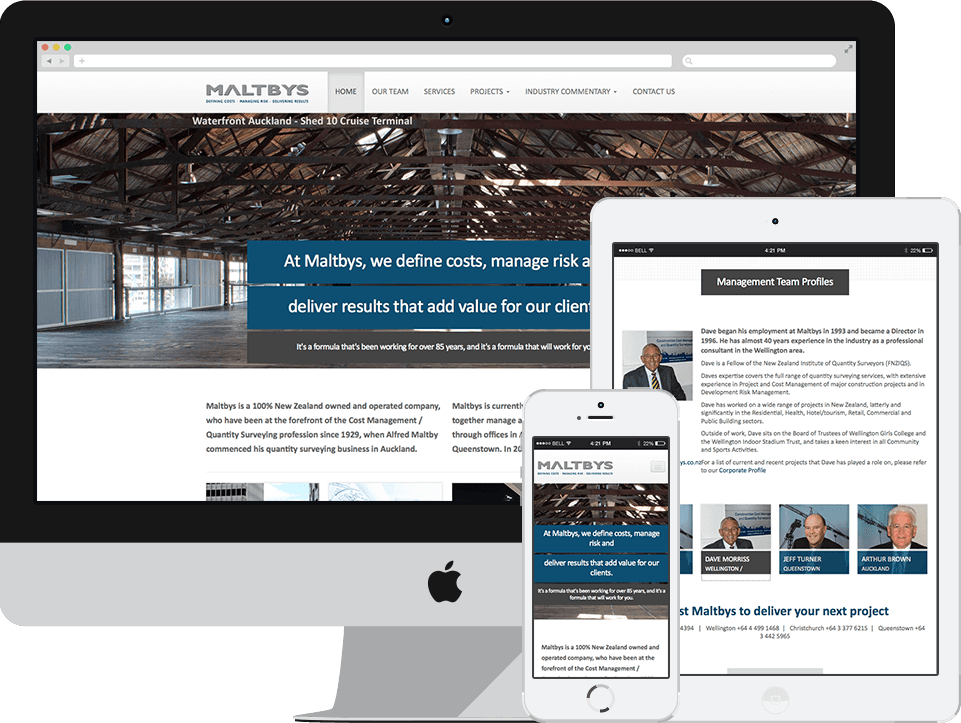 MALTBYS
DEFINING COSTS · MANAGING RISK · DELIVERING RESULTS
HOME OUR TEAM SERVICES PROJECTS INDUSTRY COMMENTARY CONTACT US
Waterfront Auckland - Shed 10 Cruise Terminal
At Maltbys, we define costs, manage risk a
deliver results that add value for our client
It's a formula that's been working for over 85 years, and it's a formula that will work for yo
Maltbys is a 100% New Zealand owned and operated company,
who have been at the forefront of the Cost Management /
Quantity Surveying profession since 1929, when Alfred Maltby
commenced his quantity surveying business in Auckland.
Maltbys is currently
together manage a
through offices in A
Queenstown. In 20
BELL 4:21 PM 22%
Management Team Profiles
Dave began his employment at Maltbys in 1993 and became a Director in
1996. He has almost 40 years experience in the industry as a professional
consultant in the Wellington area.
Dave is a Fellow of the New Zealand Institute of Quantity Surveyors (FNZIQS).
Daves expertise covers the full range of quantity surveying services, with extensive
experience in Project and Cost Management of major construction projects and in
Development Risk Management.
Dave has worked on a wide range of projects in New Zealand, latterly and
significantly in the Residential, Health, Hotel/tourism, Retail, Commercial and
Public Building sectors.
Outside of work, Dave sits on the Board of Trustees of Wellington Girls College and
the Wellington Indoor Stadium Trust, and takes a keen interest in all Community
and Sports Activities.
ys.co.nz
For a list of current and recent projects that Dave has played a role on, please refer
to our Corporate Profile
DAVE MORRISS
WELLINGTON /
JEFF TURNER
QUEENSTOWN
ARTHUR BROWN
AUCKLAND
st Maltbys to deliver your next project
4394 | Wellington +64 4 499 1468 | Christchurch +64 3 377 6215 | Queenstown +64
3 442 5965
BELL 4:21 PM 22%
MALTBYS
DEFINING COSTS · MANAGING RISK · DELIVERING RESULTS
At Maltbys, we define costs, manage
risk and
deliver results that add value for our
clients.
It's a formula that's been working for over 85 years, and it's a
formula that will work for you.
Maltbys is a 100% New Zealand owned and
operated company, who have been at the
forefront of the Cost Management /